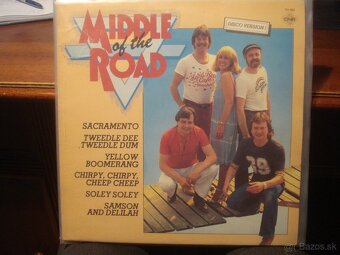 MIDDLE
of the
ROAD
DISCO VERSION!
CNR
SACRAMENTO
TWEEDLE DEE
TWEEDLE DUM
YELLOW
BOOMERANG
CHIRPY, CHIRPY,
CHEEP CHEEP
SOLEY SOLEY
SAMSON
AND DELILAH
79
Bazos.sk